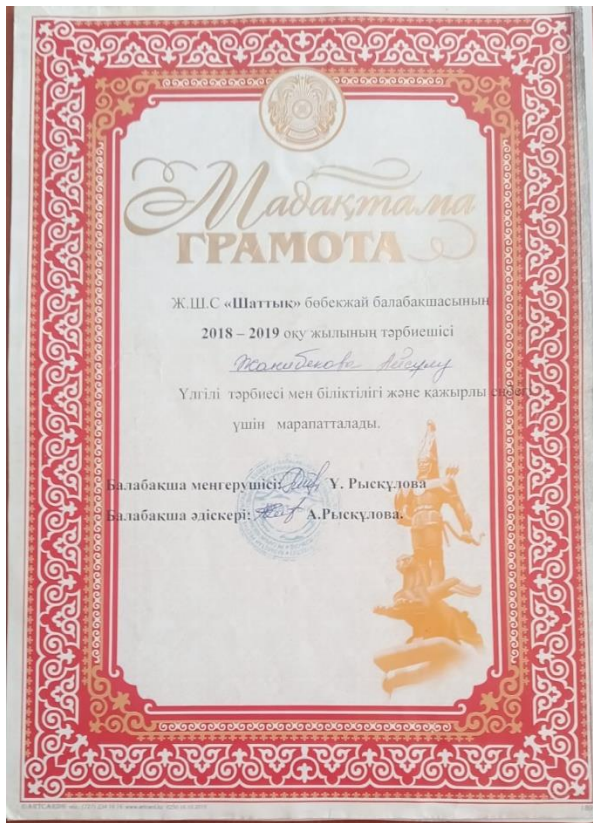 Мадақтама
ГРАМОТА
Ж.Ш.С «Шаттық» бөбекжай балабақшасының
2018 – 2019 оқу жылының тәрбиешісі
Жакибекова Айсулу
Үлгілі тәрбиесі мен біліктілігі және қажырлы еңбегі
үшін марапатталады.
Балабақша меңгерушісі: Ү. Рысқұлова
Балабақша әдіскері: А.Рысқұлова.